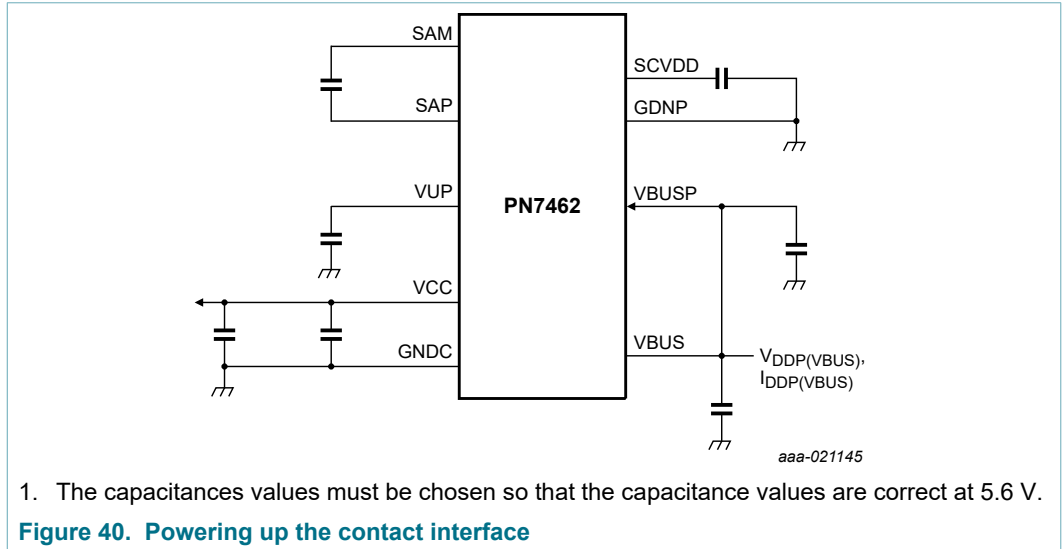 SAM
SAP
VUP
VCC
GNDC
PN7462
SCVDD
GDNP
VBUSP
VBUS
VDDP(VBUS),
IDDP(VBUS)
aaa-021145
1. The capacitances values must be chosen so that the capacitance values are correct at 5.6 V.
Figure 40. Powering up the contact interface